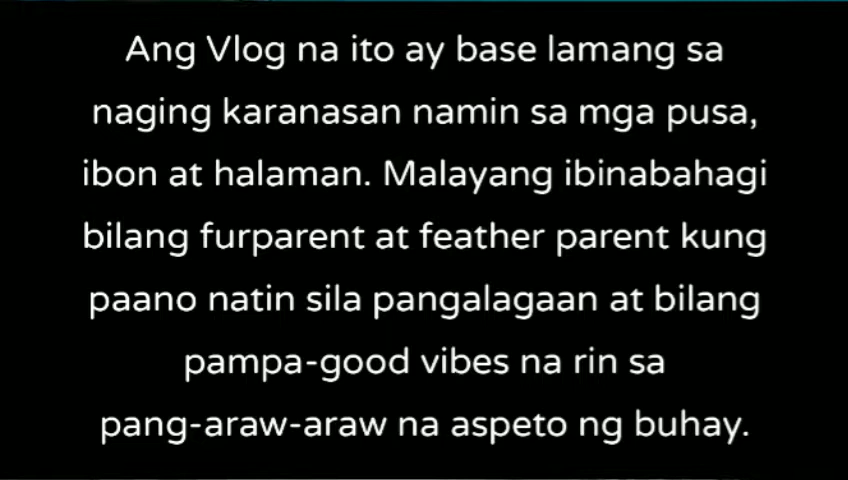 Ang Vlog na ito ay base lamang sa
naging karanasan namin sa mga pusa,
ibon at halaman. Malayang ibinabahagi
bilang furparent at feather parent kung
paano natin sila pangalagaan at bilang
pampa-good vibes na rin sa
pang-araw-araw na aspeto ng buhay.